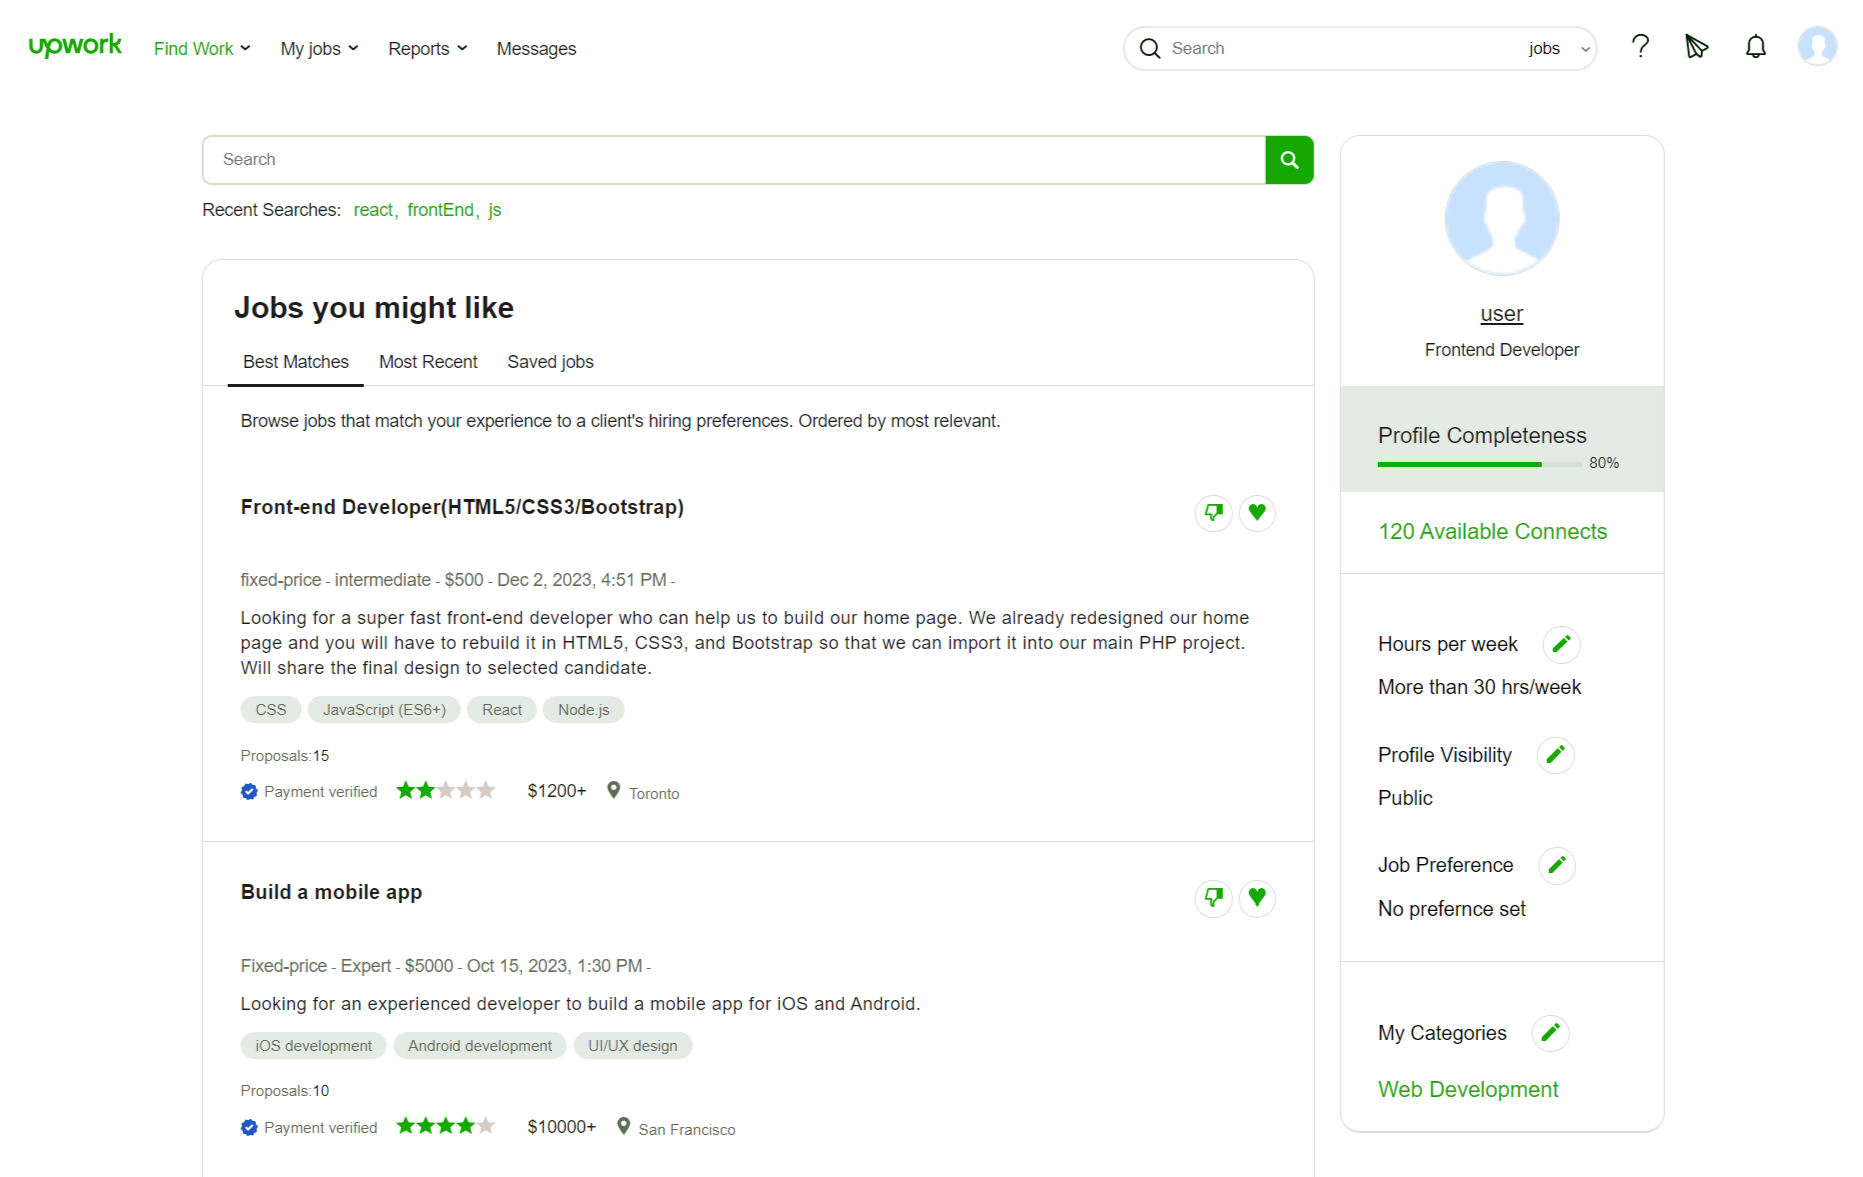 upwork Find Work My jobs Reports Messages Search jobs
Search
Recent Searches: react, frontEnd, js
Jobs you might like
Best Matches Most Recent Saved jobs
Browse jobs that match your experience to a client's hiring preferences. Ordered by most relevant.
Front-end Developer(HTML5/CSS3/Bootstrap)
fixed-price - intermediate - $500 - Dec 2, 2023, 4:51 PM -
Looking for a super fast front-end developer who can help us to build our home page. We already redesigned our home
page and you will have to rebuild it in HTML5, CSS3, and Bootstrap so that we can import it into our main PHP project.
Will share the final design to selected candidate.
CSS JavaScript (ES6+) React Node.js
Proposals:15
Payment verified $1200+ Toronto
Build a mobile app
Fixed-price - Expert - $5000 - Oct 15, 2023, 1:30 PM -
Looking for an experienced developer to build a mobile app for iOS and Android.
iOS development Android development UI/UX design
Proposals:10
Payment verified $10000+ San Francisco
user
Frontend Developer
Profile Completeness
80%
120 Available Connects
Hours per week
More than 30 hrs/week
Profile Visibility
Public
Job Preference
No prefernce set
My Categories
Web Development